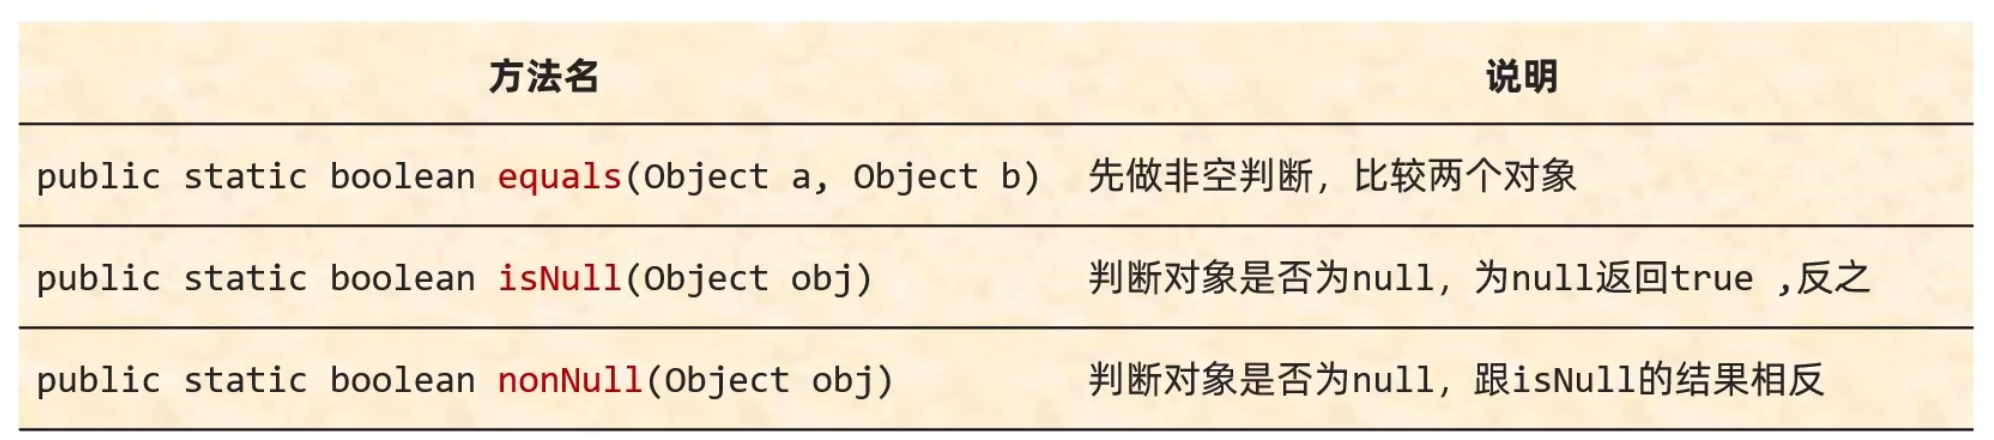 方法名 说明
public static boolean equals(Object a, Object b) 先做非空判断，比较两个对象
public static boolean isNull(Object obj) 判断对象是否为null，为null返回true ,反之
public static boolean nonNull(Object obj) 判断对象是否为null，跟isNull的结果相反